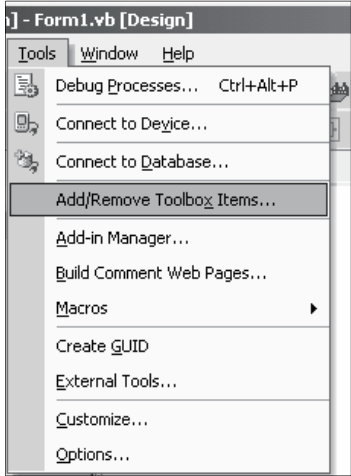 ] - Form1.vb [Design]
Tools Window Help
Debug Processes... Ctrl+Alt+P
Connect to Device...
Connect to Database...
Add/Remove Toolbox Items...
Add-in Manager...
Build Comment Web Pages...
Macros
Create GUID
External Tools...
Customize...
Options...